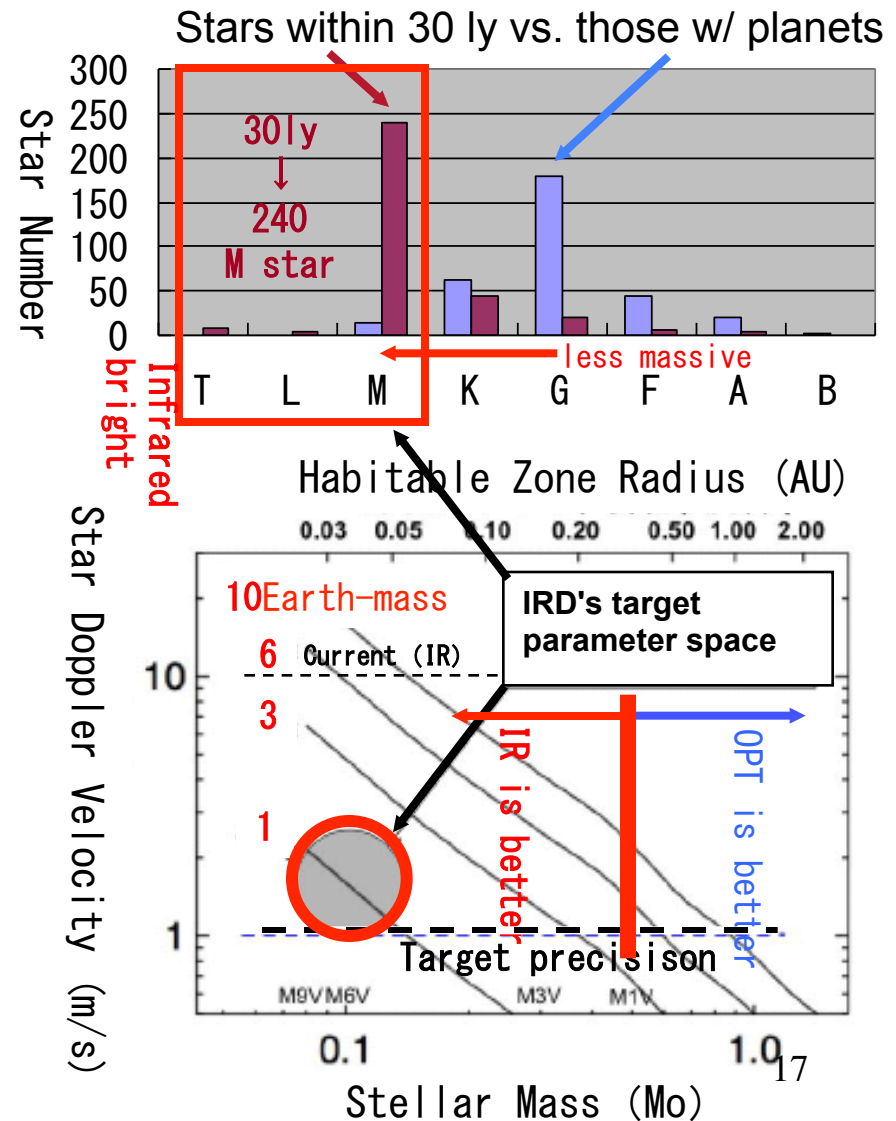 Stars within 30 ly vs. those w/ planets
300
250
200
150
100
50
0
Star Number
30ly
↓
240
M star
less massive
Infrared
bright
T L M K G F A B
Habitable Zone Radius (AU)
0.03 0.05 0.10 0.20 0.50 1.00 2.00
Star Doppler Velocity (m/s)
10Earth-mass
6 Current (IR)
3
1
IRD's target
parameter space
10
1
IR is better
OPT is better
Target precisison
M9V M6V M3V M1V
0.1 1.0
17
Stellar Mass (Mo)